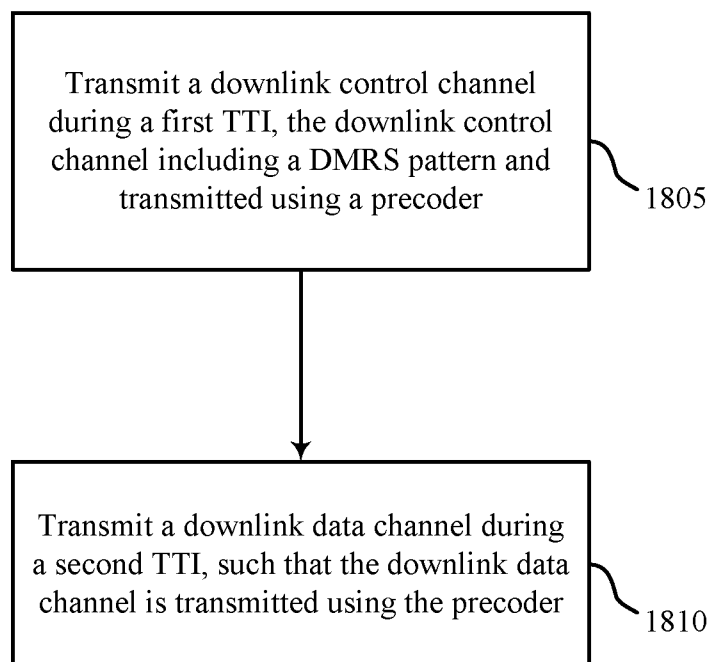 Transmit a downlink control channel
during a first TTI, the downlink control
channel including a DMRS pattern and
transmitted using a precoder
1805
Transmit a downlink data channel during
a second TTI, such that the downlink data
channel is transmitted using the precoder
1810